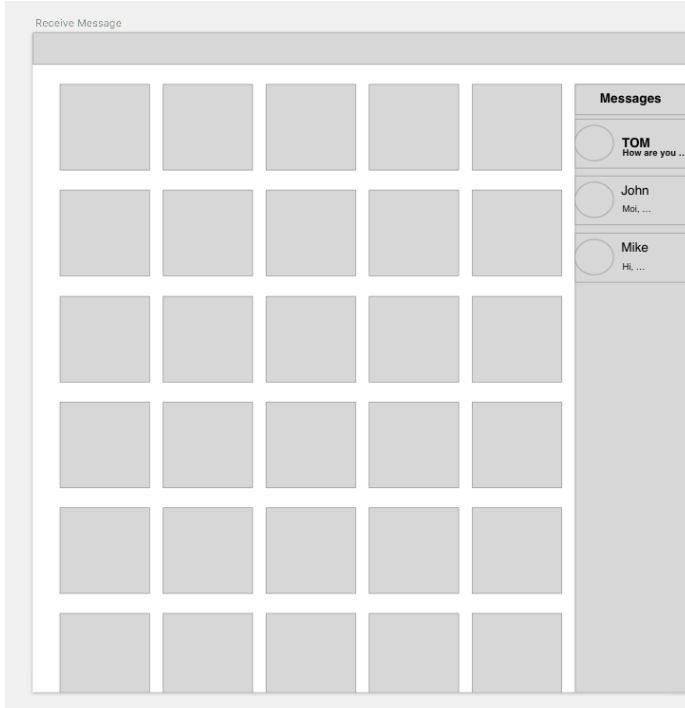 Receive Message
Messages
TOM
How are you ..
John
Moi, ...
Mike
Hi, ...